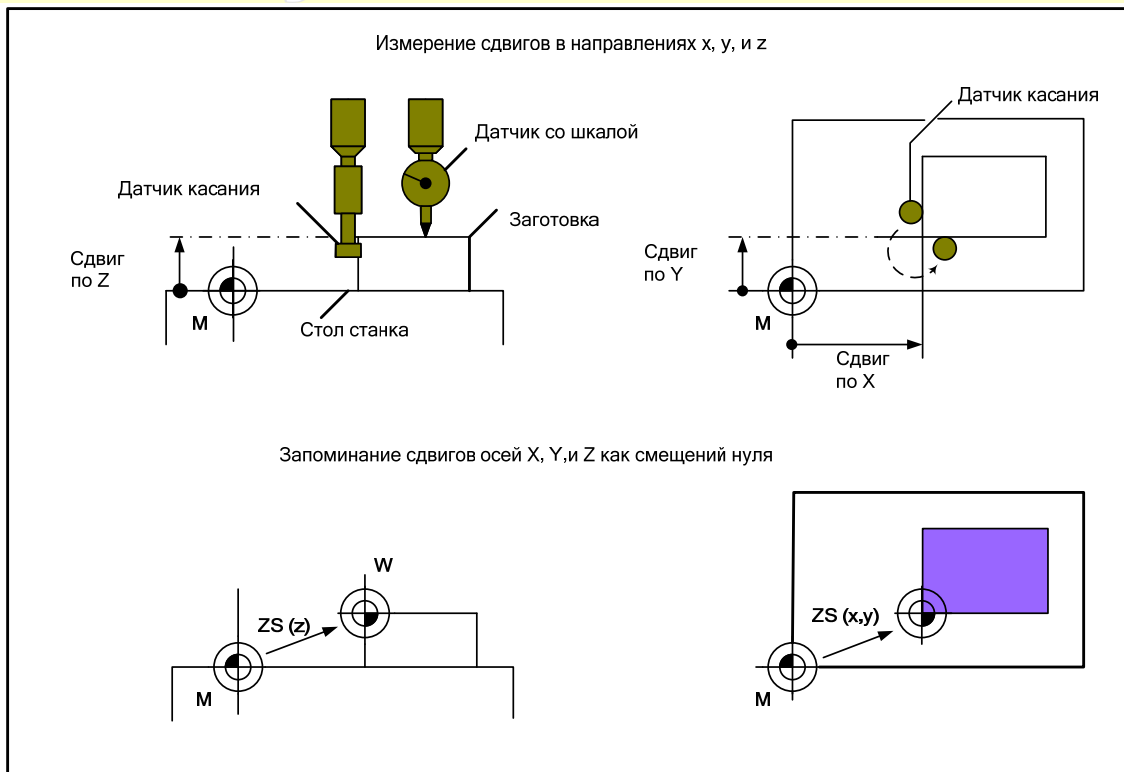 Измерение сдвигов в направлениях x, y, и z
Датчик касания
Датчик со шкалой
Датчик касания
Заготовка
Сдвиг
по Z
M
Стол станка
Сдвиг
по Y
M
Сдвиг
по X
Запоминание сдвигов осей X, Y,и Z как смещений нуля
W
ZS (z)
M
ZS (x,y)
M